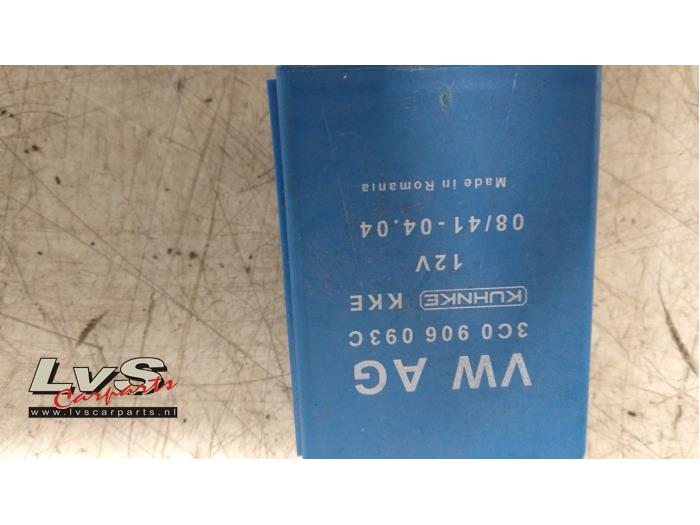 VW AG
3C0 906 093C
KUHNKE KKE
12V
08/41-04.04
Made in Romania
LvS
Carparts
www.lvscarparts.nl